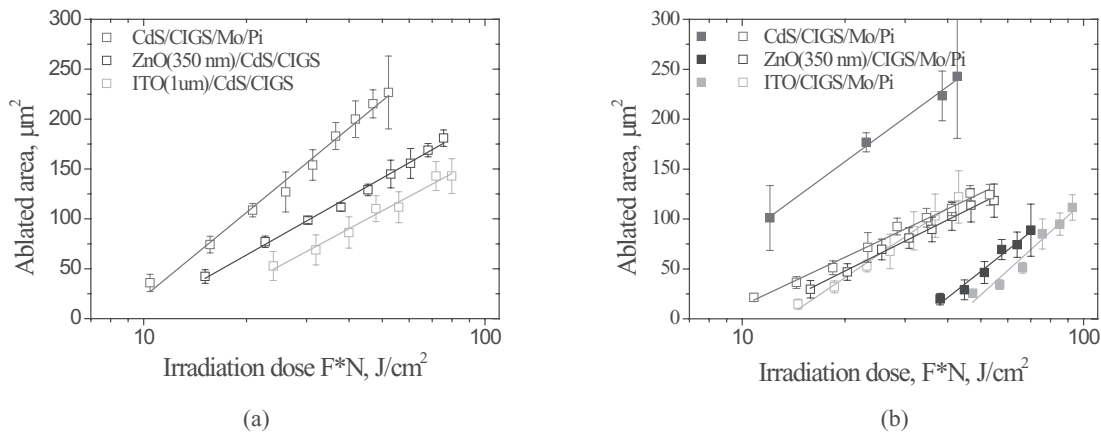 300
250
200
150
100
50
0
Ablated area, µm²
CdS/CIGS/Mo/Pi
ZnO(350 nm)/CdS/CIGS
ITO(1um)/CdS/CIGS
10
100
Irradiation dose F*N, J/cm²
(a)
300
250
200
150
100
50
0
Ablated area, µm²
CdS/CIGS/Mo/Pi
ZnO(350 nm)/CIGS/Mo/Pi
ITO/CIGS/Mo/Pi
10
100
Irradiation dose, F*N, J/cm²
(b)